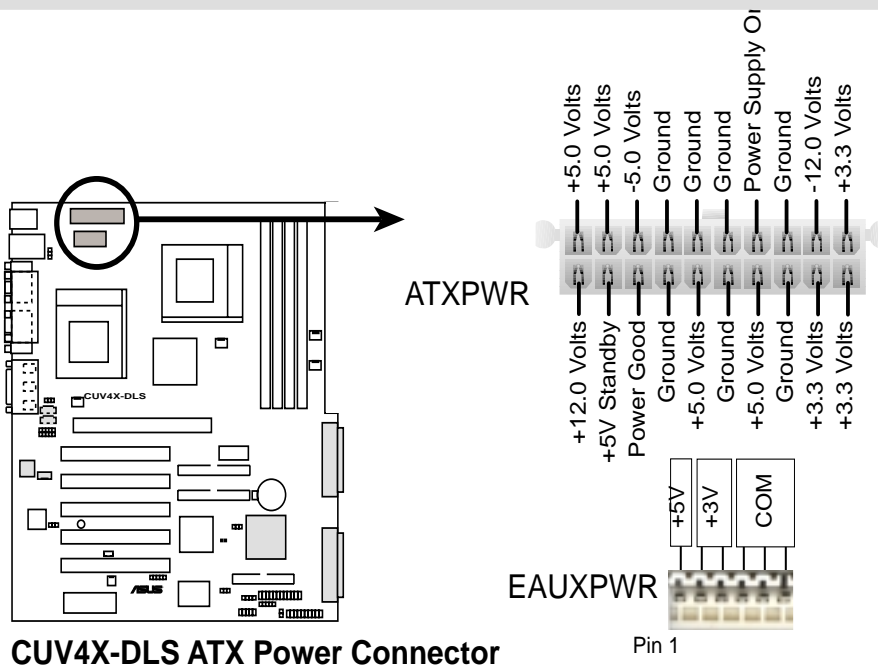 +5.0 Volts
+5.0 Volts
-5.0 Volts
Ground
Ground
Ground
Power Supply On
Ground
-12.0 Volts
+3.3 Volts
ATXPWR
+12.0 Volts
+5V Standby
Power Good
Ground
+5.0 Volts
Ground
+5.0 Volts
Ground
+3.3 Volts
+3.3 Volts
CUV4X-DLS
+5V
+3V
COM
EAUXPWR
Pin 1
ASUS
CUV4X-DLS ATX Power Connector